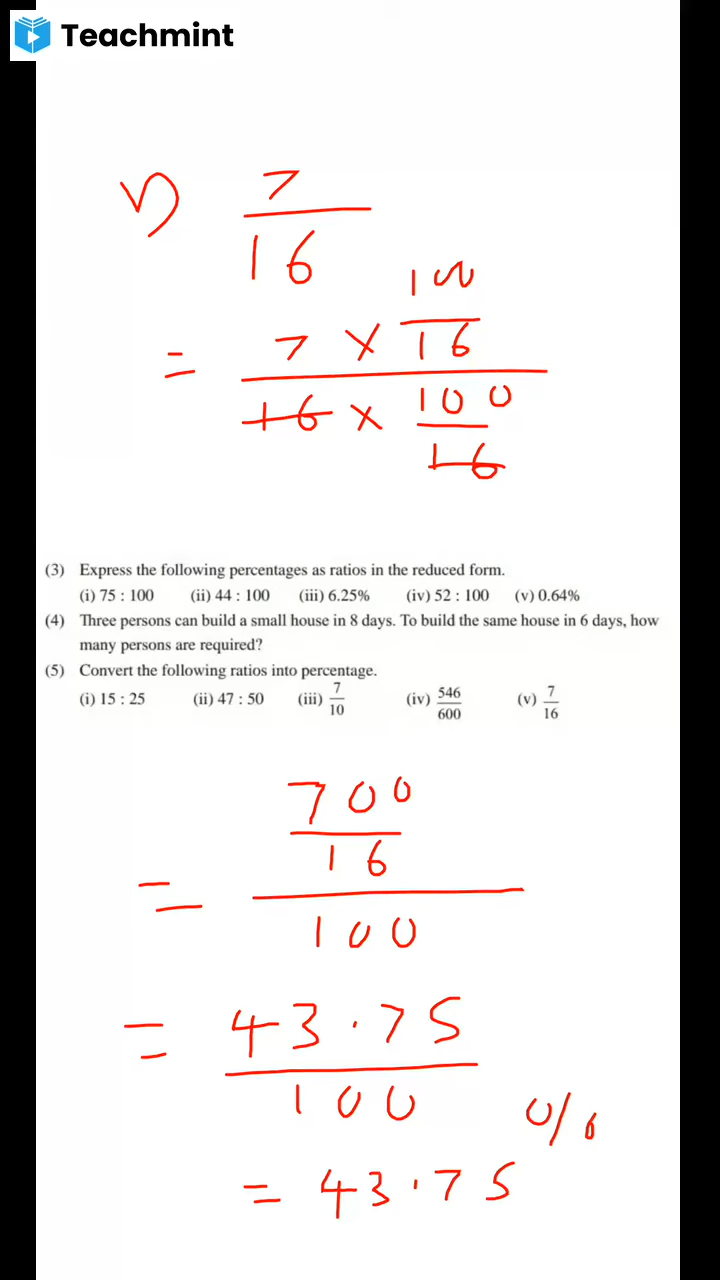 Teachmint
v) 7
16
100
= 7 × 16
16 × 100
16
(3) Express the following percentages as ratios in the reduced form.
(i) 75 : 100 (ii) 44 : 100 (iii) 6.25% (iv) 52 : 100 (v) 0.64%
(4) Three persons can build a small house in 8 days. To build the same house in 6 days, how
many persons are required?
(5) Convert the following ratios into percentage.
(i) 15 : 25 (ii) 47 : 50 (iii) 7/10 (iv) 546/600 (v) 7/16
700
16
=
100
= 43.75
100
= 43.75 %